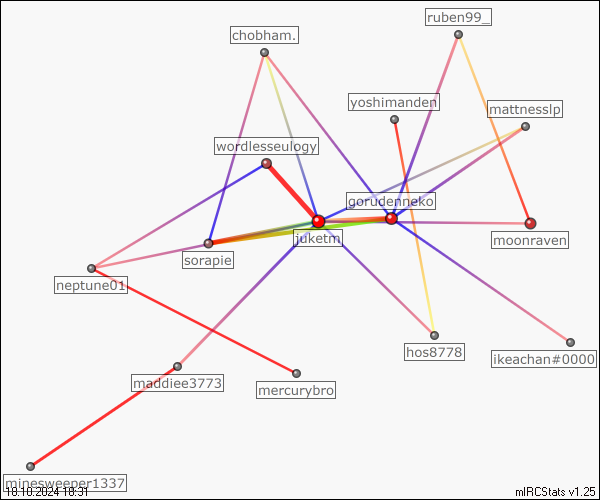 ruben99_
chobham.
yoshimanden
mattnesslp
wordlesseulogy
gorudenneko
juketm
moonraven
sorapie
neptune01
hos8778
ikeachan#0000
maddiee3773
mercurybro
minesweeper1337
18.10.2024 18:31
mIRCStats v1.25